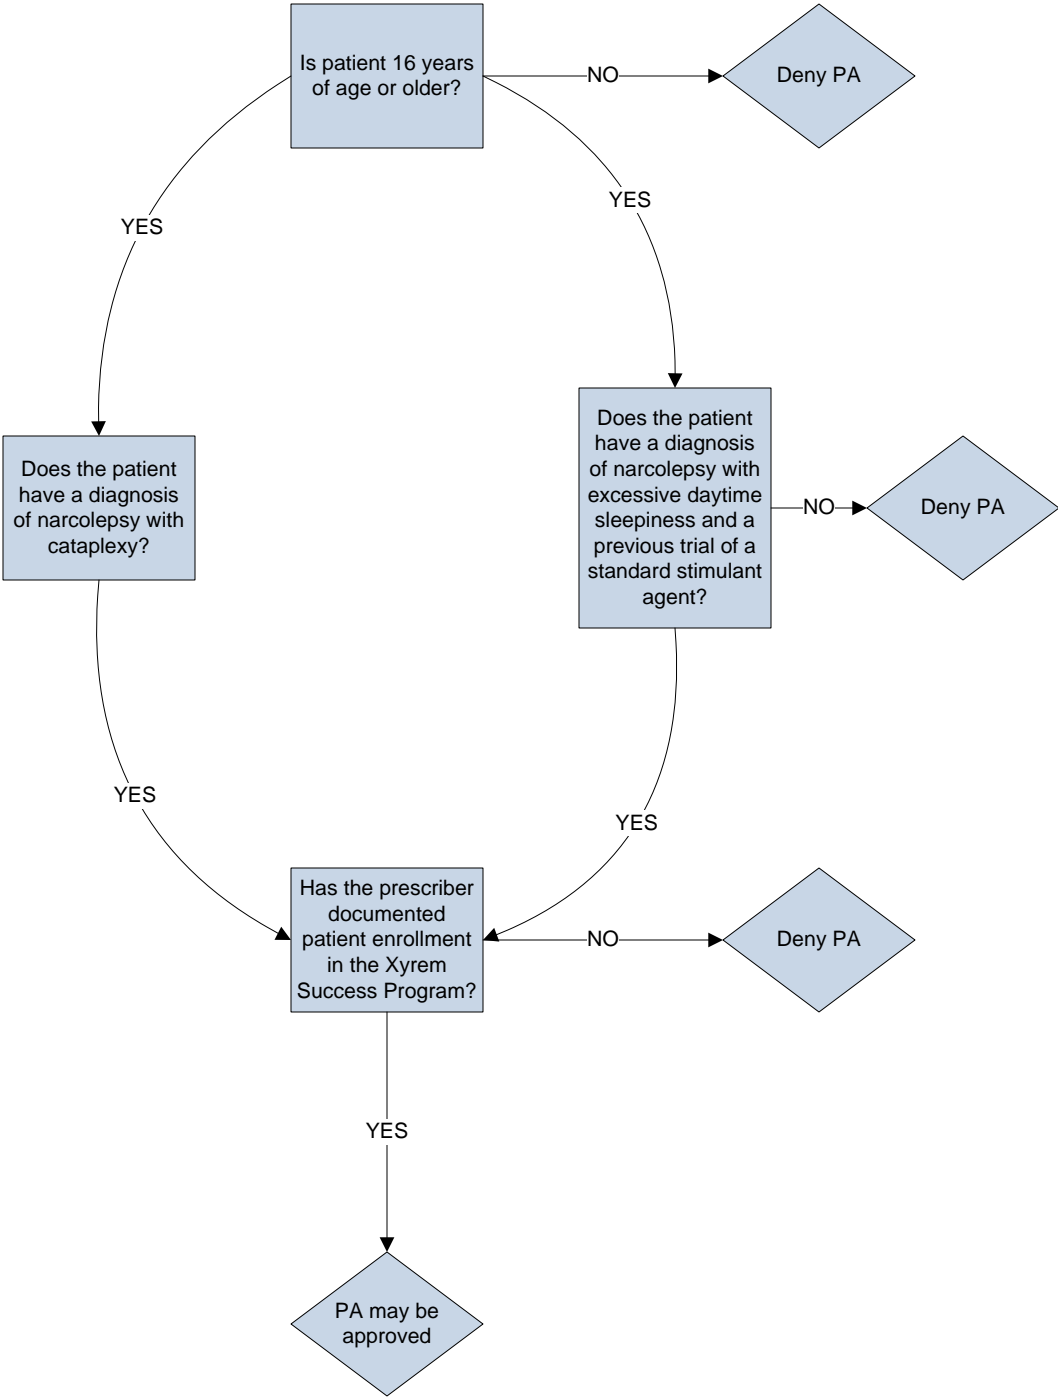 Is patient 16 years
of age or older?
NO
Deny PA
YES
YES
Does the patient
have a diagnosis
of narcolepsy with
cataplexy?
Does the patient
have a diagnosis
of narcolepsy with
excessive daytime
sleepiness and a
previous trial of a
standard stimulant
agent?
NO
Deny PA
YES
YES
Has the prescriber
documented
patient enrollment
in the Xyrem
Success Program?
NO
Deny PA
YES
PA may be
approved